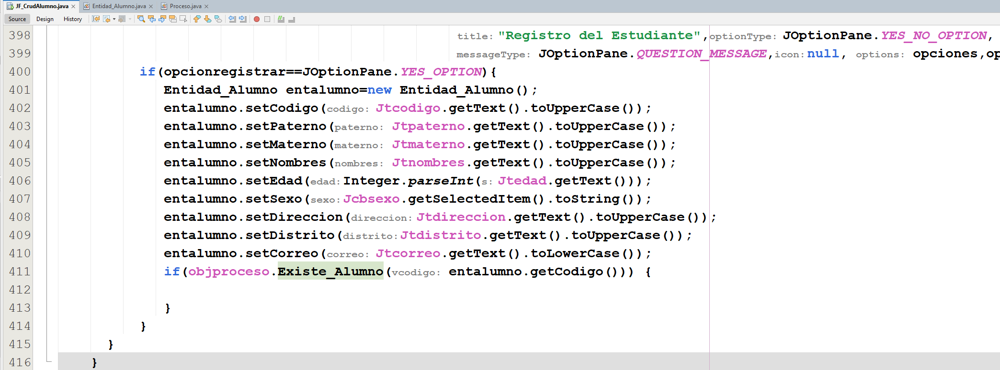 JF_CrudAlumno.java × Entidad_Alumno.java × Proceso.java ×
Source Design History
398 title: "Registro del Estudiante",optionType: JOptionPane.YES_NO_OPTION,
399 messageType: JOptionPane.QUESTION_MESSAGE,icon:null, options: opciones,op
400 if(opcionregistrar==JOptionPane.YES_OPTION){
401 Entidad_Alumno entalumno=new Entidad_Alumno();
402 entalumno.setCodigo(codigo: Jtcodigo.getText().toUpperCase());
403 entalumno.setPaterno(paterno: Jtpaterno.getText().toUpperCase());
404 entalumno.setMaterno(materno: Jtmaterno.getText().toUpperCase());
405 entalumno.setNombres(nombres: Jtnombres.getText().toUpperCase());
406 entalumno.setEdad(edad:Integer.parseInt(s: Jtedad.getText()));
407 entalumno.setSexo(sexo:Jcbsexo.getSelectedItem().toString());
408 entalumno.setDireccion(direccion:Jtdireccion.getText().toUpperCase());
409 entalumno.setDistrito(distrito:Jtdistrito.getText().toUpperCase());
410 entalumno.setCorreo(correo: Jtcorreo.getText().toLowerCase());
411 if(objproceso.Existe_Alumno(vcodigo: entalumno.getCodigo())) {
412
413 }
414 }
415 }
416 }